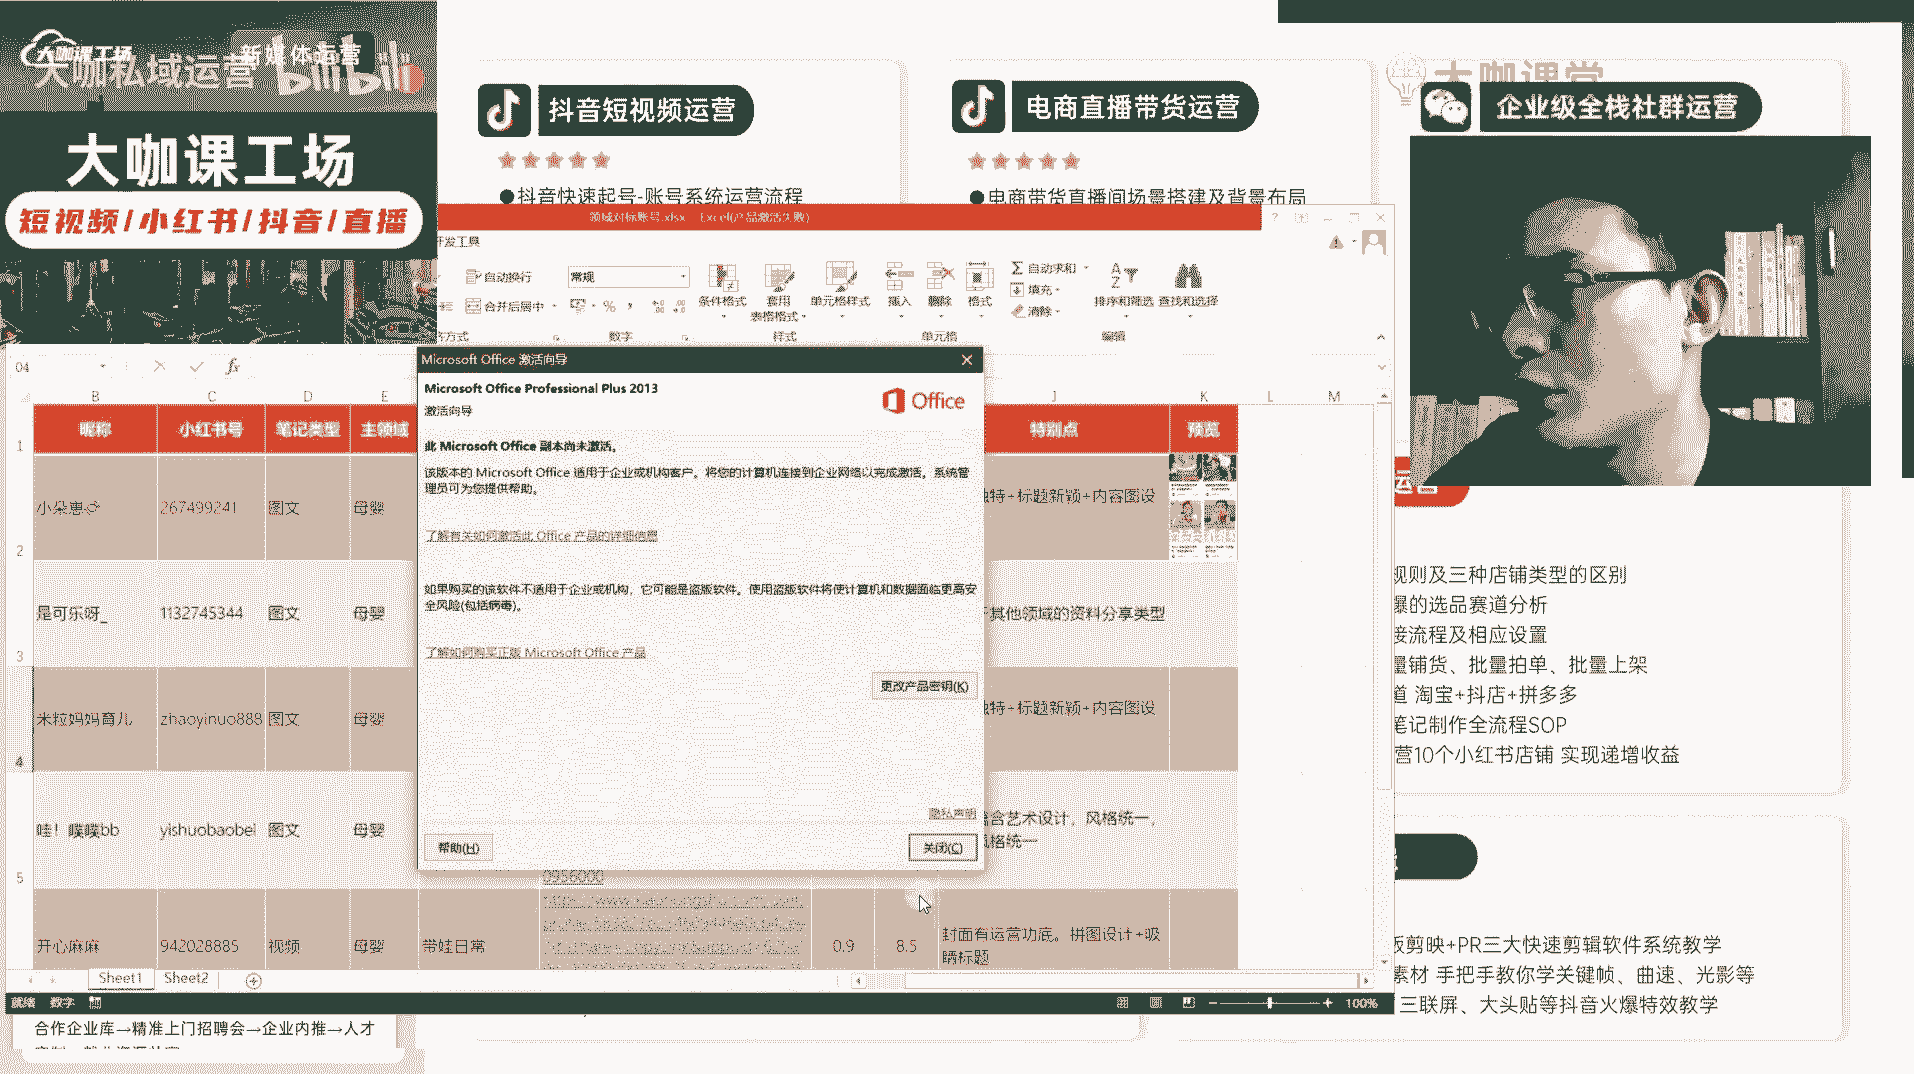 大咖课工场
新媒体运营
大咖私域运营
bilibili
大咖课工场
短视频/小红书/抖音/直播
抖音短视频运营
●抖音快速起号-账号系统运营流程
电商直播带货运营
●电商带货直播间场景搭建及背景布局
大咖课堂
企业级全栈社群运营
领域对标账号.xlsx - Excel(产品激活失败)
开发工具
自动换行
合并后居中
常规
条件格式
套用
表格格式
单元格样式
插入
删除
格式
自动求和
填充
清除
排序和筛选
查找和选择
方式
数字
样式
单元格
编辑
O4
fx
B
C
D
E
J
K
L
M
1
昵称
小红书号
笔记类型
主领域
特别点
预览
2
267499241
图文
母婴
独特+标题新颖+内容图设
3
是可乐呀_
1132745344
图文
母婴
其他领域的资料分享类型
4
米粒妈妈育儿
zhaoyinuo888
图文
母婴
独特+标题新颖+内容图设
5
哇！噗噗bb
yishuobaobei
图文
母婴
合艺术设计，风格统一，
风格统一
0956000
开心麻麻
942028885
视频
母婴
带娃日常
0.9
8.5
封面有运营功底。拼图设计+吸
睛标题
Microsoft Office 激活向导
Microsoft Office Professional Plus 2013
激活向导
Office
此 Microsoft Office 副本尚未激活。
该版本的 Microsoft Office 适用于企业或机构客户。将您的计算机连接到企业网络以完成激活。系统管
理员可为您提供帮助。
了解有关如何激活此 Office 产品的详细信息
如果购买的该软件不适用于企业或机构，它可能是盗版软件。使用盗版软件将使计算机和数据面临更高安
全风险(包括病毒)。
了解如何购买正版 Microsoft Office 产品
更改产品密钥(K)
隐私声明
帮助(H)
关闭(C)
Sheet1
Sheet2
就绪
数字
100%
运营
规则及三种店铺类型的区别
爆的选品赛道分析
接流程及相应设置
量铺货、批量拍单、批量上架
道 淘宝+抖店+拼多多
笔记制作全流程SOP
营10个小红书店铺 实现递增收益
版剪映+PR三大快速剪辑软件系统教学
素材 手把手教你学关键帧、曲速、光影等
三联屏、大头贴等抖音火爆特效教学
合作企业库→精准上门招聘会→企业内推→人才